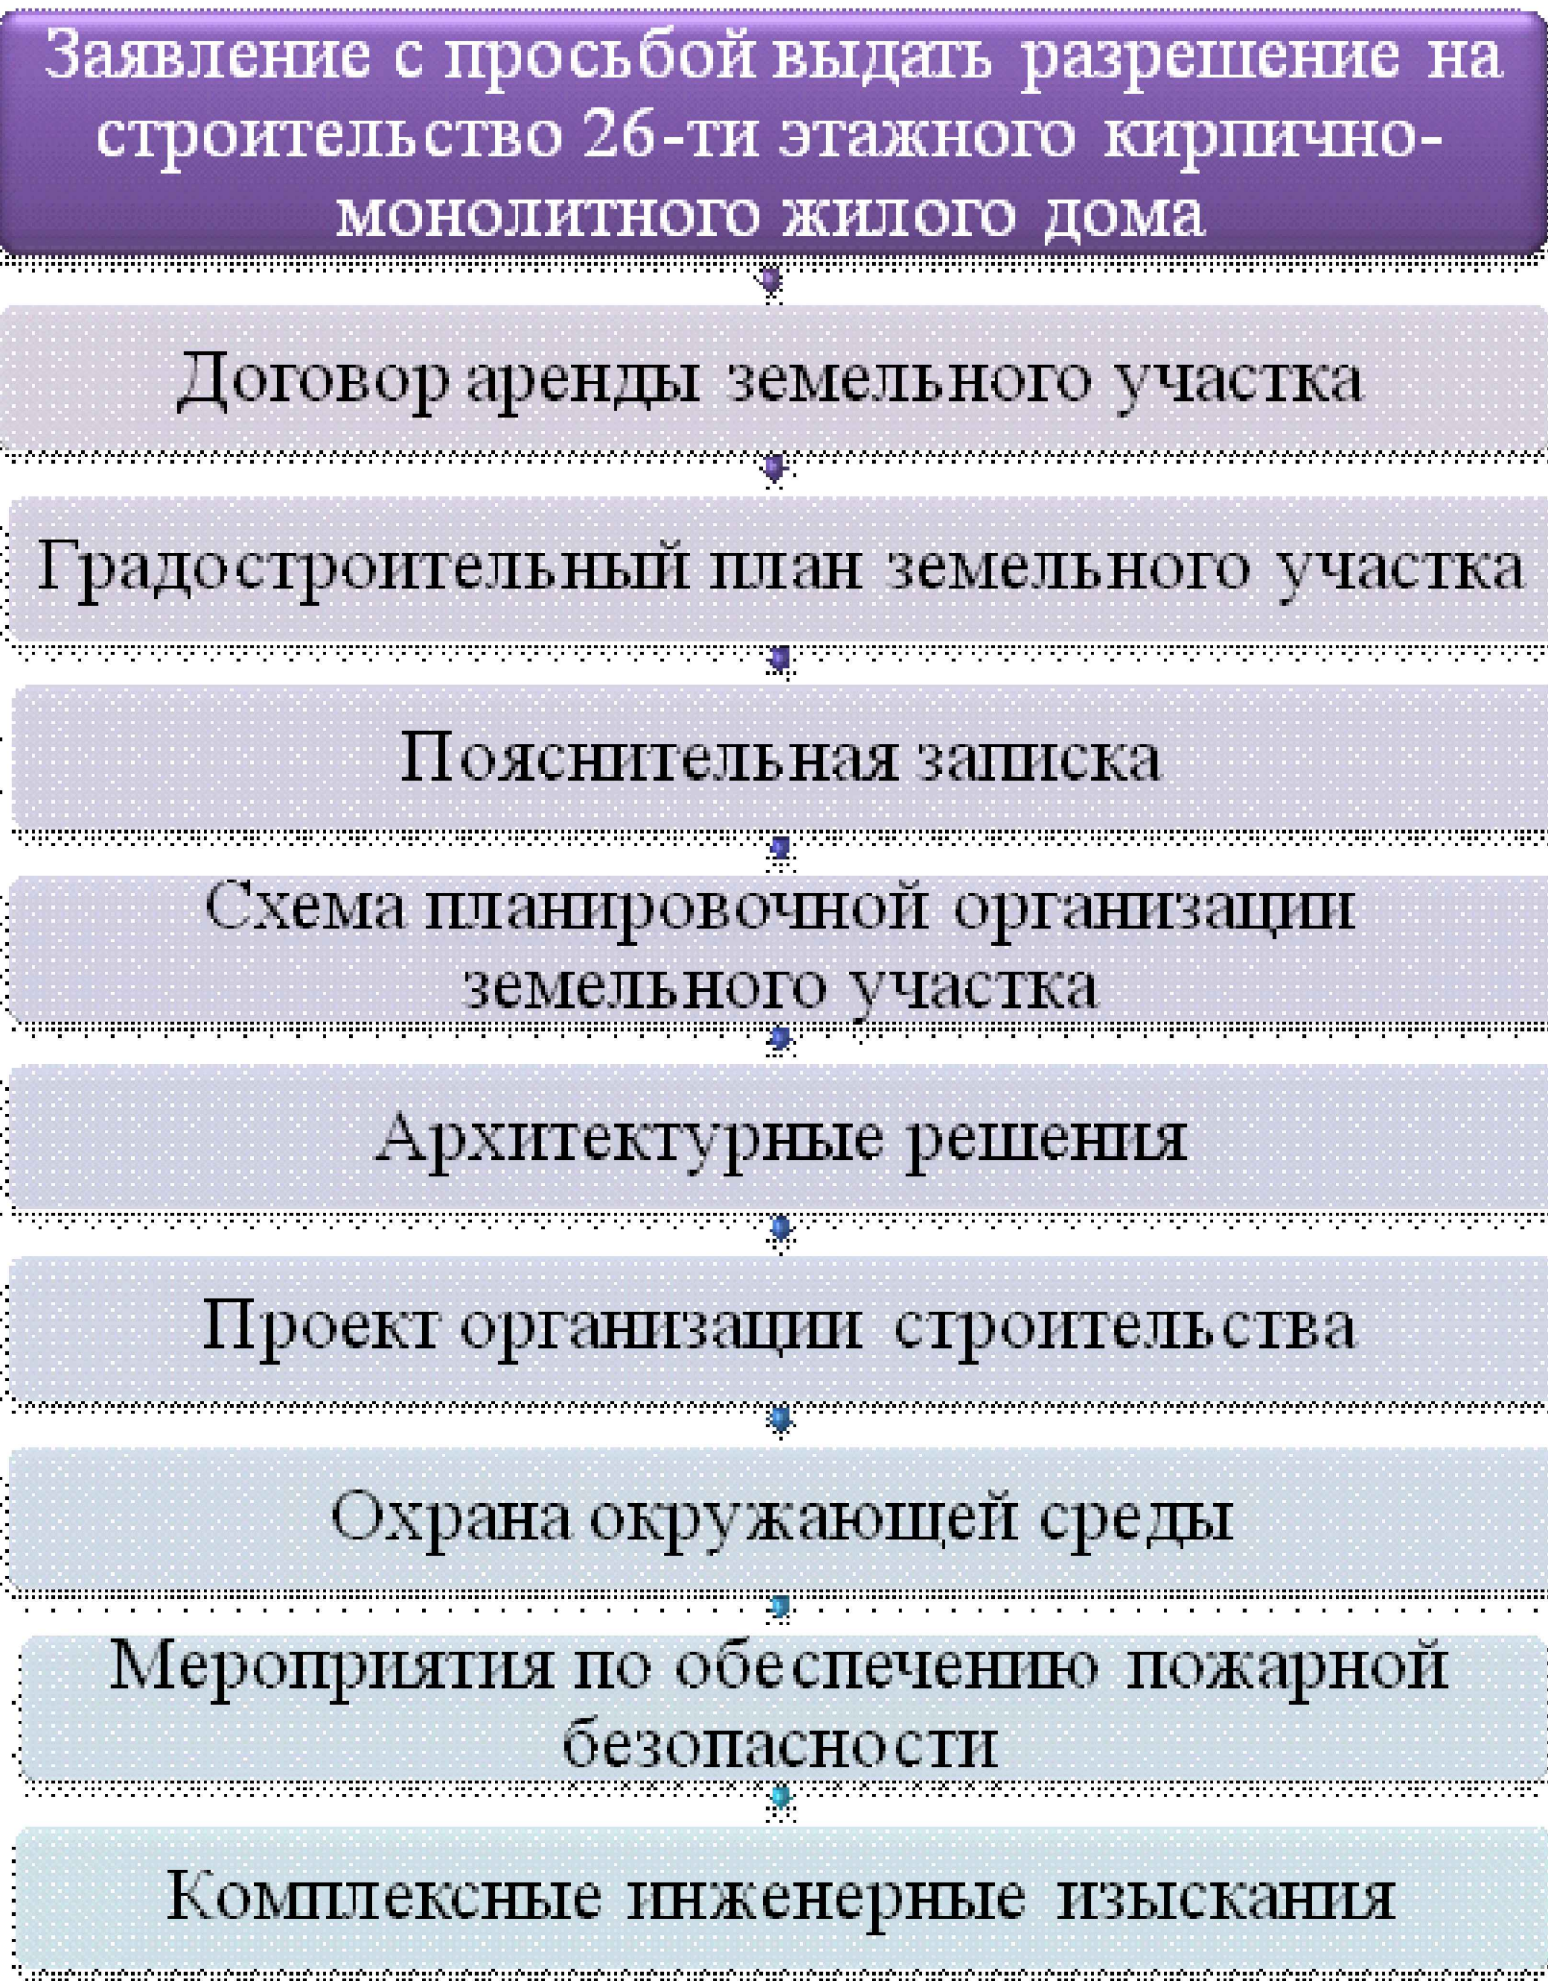 Заявление с просьбой выдать разрешение на
строительство 26-ти этажного кирпично-
монолитного жилого дома
Договор аренды земельного участка
Градостроительный план земельного участка
Пояснительная записка
Схема планировочной организации
земельного участка
Архитектурные решения
Проект организации строительства
Охрана окружающей среды
Мероприятия по обеспечению пожарной
безопасности
Комплексные инженерные изыскания